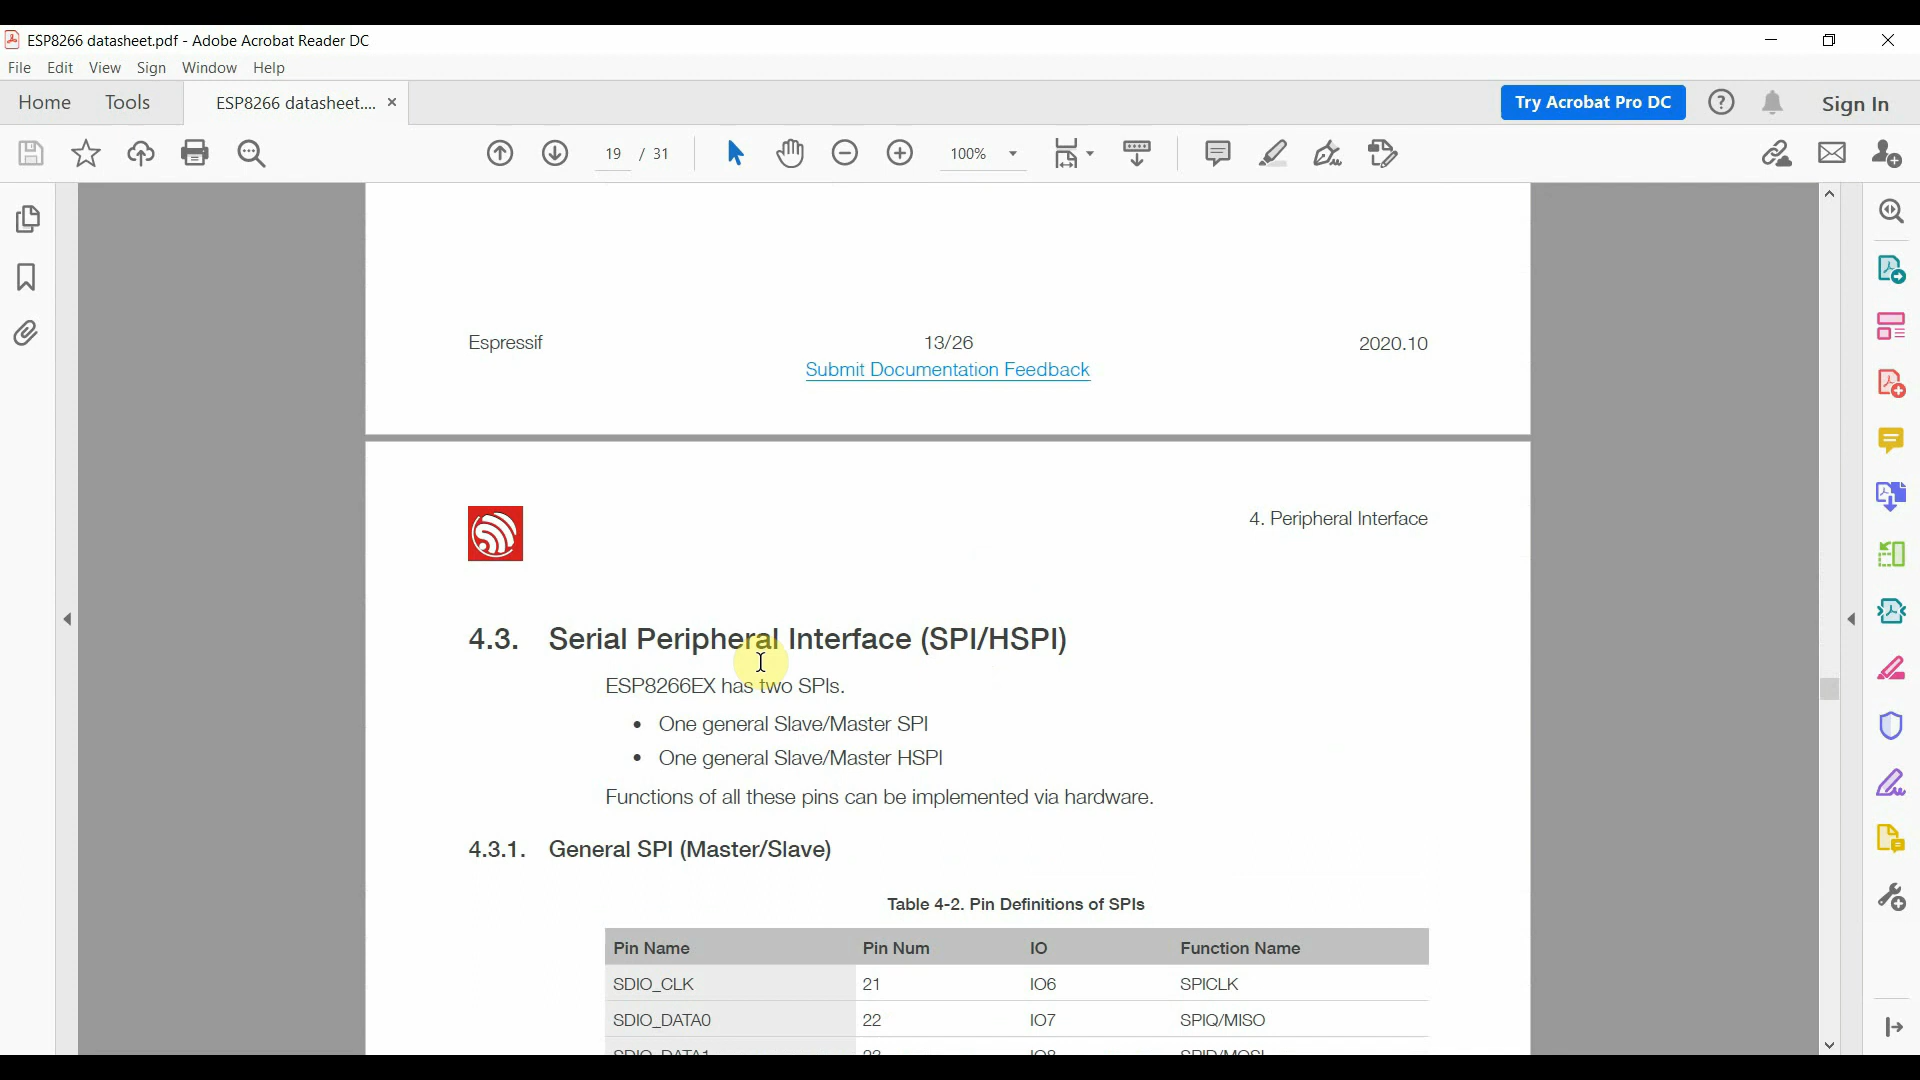 ESP8266 datasheet.pdf - Adobe Acrobat Reader DC
File Edit View Sign Window Help
Home Tools ESP8266 datasheet.... × Try Acrobat Pro DC Sign In
19 / 31 100%
Espressif 13/26 2020.10
Submit Documentation Feedback
4. Peripheral Interface
4.3. Serial Peripheral Interface (SPI/HSPI)
ESP8266EX has two SPIs.
• One general Slave/Master SPI
• One general Slave/Master HSPI
Functions of all these pins can be implemented via hardware.
4.3.1. General SPI (Master/Slave)
Table 4-2. Pin Definitions of SPIs
Pin Name Pin Num IO Function Name
SDIO_CLK 21 IO6 SPICLK
SDIO_DATA0 22 IO7 SPIQ/MISO
SDIO_DATA1 23 IO8 SPID/MOSI